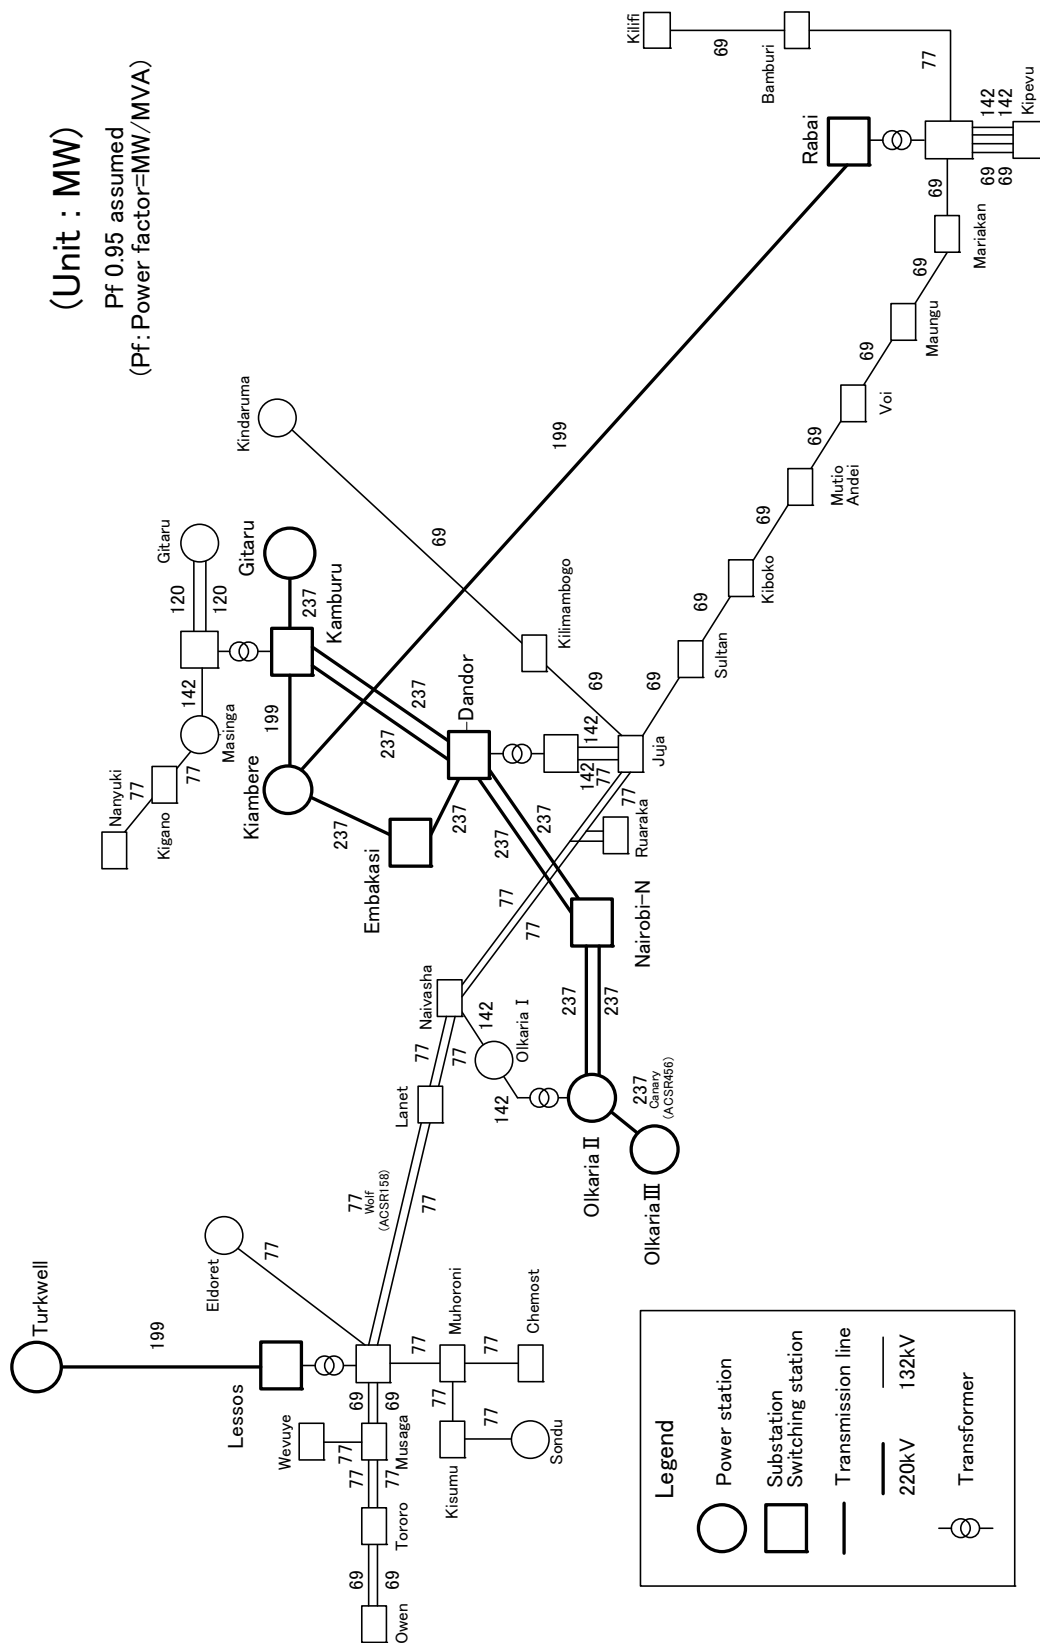 (Unit : MW)
Pf 0.95 assumed
(Pf:Power factor=MW/MVA)
Turkwell
199
Lessos
Eldoret
77
Wevuye
77
Owen
69
69
Tororo
77
77
Musaga
69
69
77
Muhoroni
77
Chemost
77
Kisumu
77
Sondu
77
Wolf
(ACSR158)
77
Lanet
77
77
Naivasha
142
Olkaria Ⅰ
142
Olkaria Ⅱ
237
Canary
(ACSR456)
Olkaria Ⅲ
237
237
Nairobi-N
77
77
237
237
Nanyuki
77
Kigano
77
Masinga
142
120
120
Gitaru
Gitaru
237
Kamburu
199
Kiambere
237
Embakasi
237
237
237
Dandor
142
142
77
77
Ruaraka
Juja
69
Kilimambogo
69
Kindaruma
199
69
Sultan
69
Kiboko
69
Mutio
Andei
69
Voi
69
Maungu
69
Mariakan
69
Rabai
69
69
142
142
Kipevu
77
Bamburi
69
Kilifi
Legend
Power station
Substation
Switching station
Transmission line
220kV
132kV
Transformer